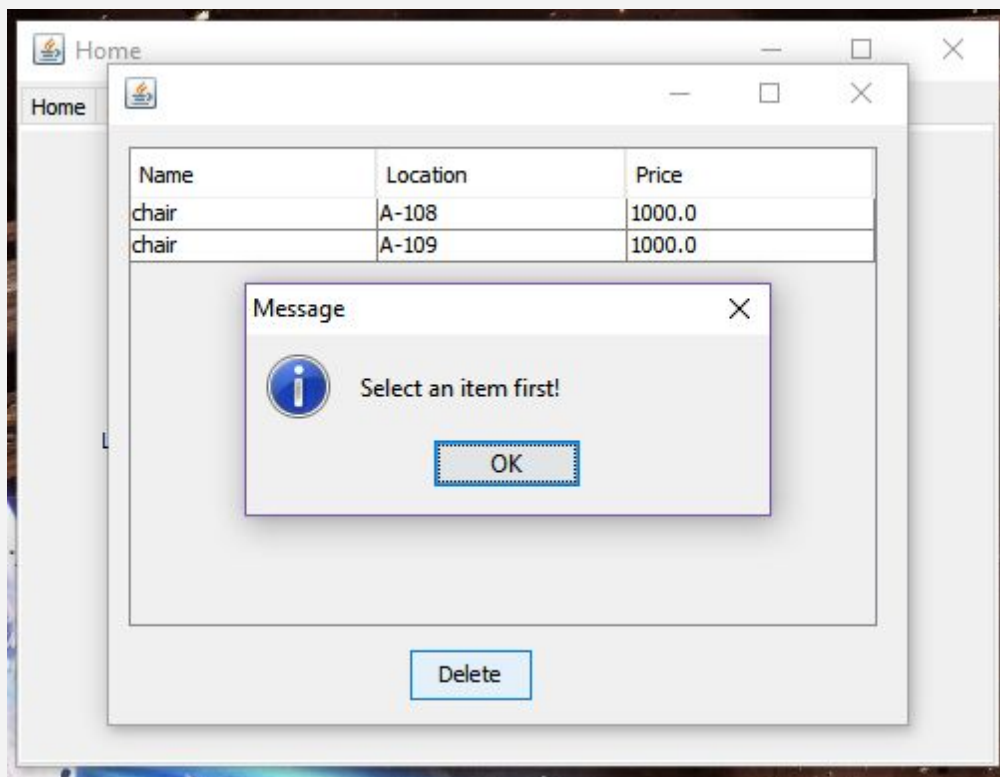 Home
Home
Name Location Price
chair A-108 1000.0
chair A-109 1000.0
Message
Select an item first!
OK
L
Delete